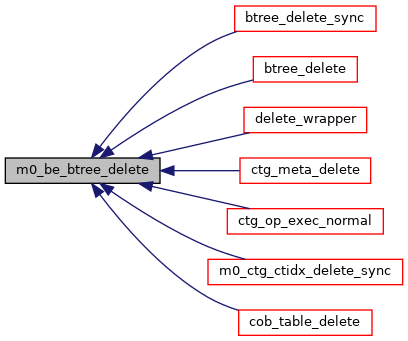 btree_delete_sync
btree_delete
delete_wrapper
m0_be_btree_delete
ctg_meta_delete
ctg_op_exec_normal
m0_ctg_ctidx_delete_sync
cob_table_delete